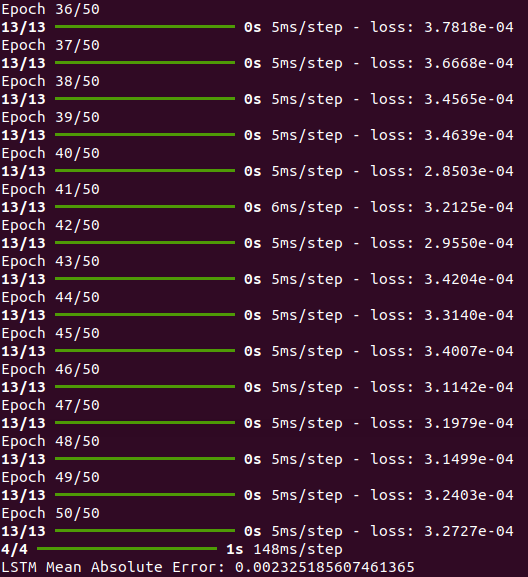 Epoch 36/50
13/13 ━━━━━━━━━━━━━━━━━━━━ 0s 5ms/step - loss: 3.7818e-04
Epoch 37/50
13/13 ━━━━━━━━━━━━━━━━━━━━ 0s 5ms/step - loss: 3.6668e-04
Epoch 38/50
13/13 ━━━━━━━━━━━━━━━━━━━━ 0s 5ms/step - loss: 3.4565e-04
Epoch 39/50
13/13 ━━━━━━━━━━━━━━━━━━━━ 0s 5ms/step - loss: 3.4639e-04
Epoch 40/50
13/13 ━━━━━━━━━━━━━━━━━━━━ 0s 5ms/step - loss: 2.8503e-04
Epoch 41/50
13/13 ━━━━━━━━━━━━━━━━━━━━ 0s 6ms/step - loss: 3.2125e-04
Epoch 42/50
13/13 ━━━━━━━━━━━━━━━━━━━━ 0s 5ms/step - loss: 2.9550e-04
Epoch 43/50
13/13 ━━━━━━━━━━━━━━━━━━━━ 0s 5ms/step - loss: 3.4204e-04
Epoch 44/50
13/13 ━━━━━━━━━━━━━━━━━━━━ 0s 5ms/step - loss: 3.3140e-04
Epoch 45/50
13/13 ━━━━━━━━━━━━━━━━━━━━ 0s 5ms/step - loss: 3.4007e-04
Epoch 46/50
13/13 ━━━━━━━━━━━━━━━━━━━━ 0s 5ms/step - loss: 3.1142e-04
Epoch 47/50
13/13 ━━━━━━━━━━━━━━━━━━━━ 0s 5ms/step - loss: 3.1979e-04
Epoch 48/50
13/13 ━━━━━━━━━━━━━━━━━━━━ 0s 5ms/step - loss: 3.1499e-04
Epoch 49/50
13/13 ━━━━━━━━━━━━━━━━━━━━ 0s 5ms/step - loss: 3.2403e-04
Epoch 50/50
13/13 ━━━━━━━━━━━━━━━━━━━━ 0s 5ms/step - loss: 3.2727e-04
4/4 ━━━━━━━━━━━━━━━━━━━━ 1s 148ms/step
LSTM Mean Absolute Error: 0.002325185607461365